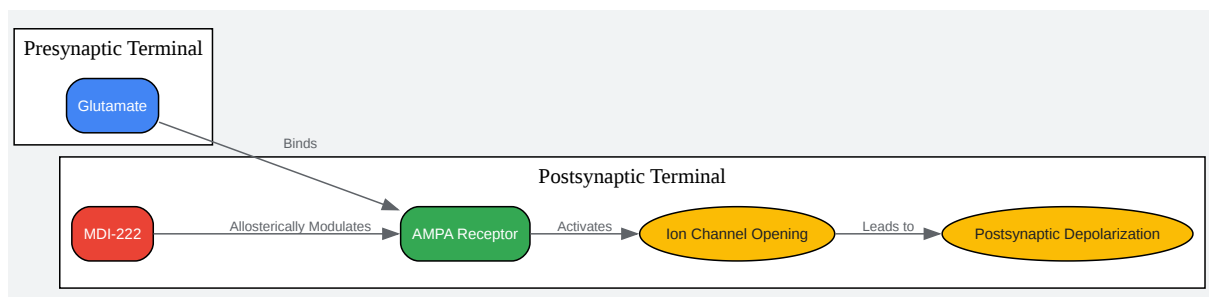 Presynaptic Terminal
Glutamate
Binds
Postsynaptic Terminal
MDI-222
Allosterically Modulates
AMPA Receptor
Activates
Ion Channel Opening
Leads to
Postsynaptic Depolarization